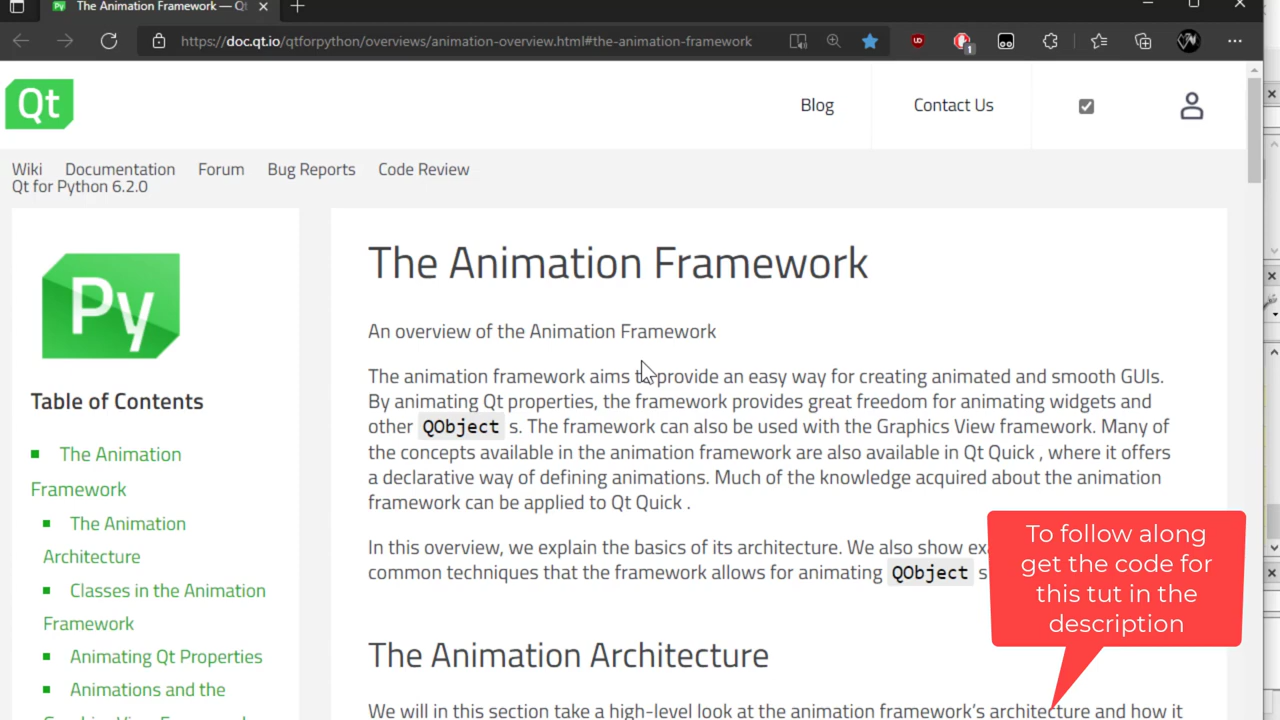 The Animation Framework — Qt
https://doc.qt.io/qtforpython/overviews/animation-overview.html#the-animation-framework
UD
1
Qt
Blog
Contact Us
Wiki
Documentation
Forum
Bug Reports
Code Review
Qt for Python 6.2.0
Py
Table of Contents
The Animation
Framework
The Animation
Architecture
Classes in the Animation
Framework
Animating Qt Properties
Animations and the
The Animation Framework
An overview of the Animation Framework
The animation framework aims to provide an easy way for creating animated and smooth GUIs.
By animating Qt properties, the framework provides great freedom for animating widgets and
other QObject s. The framework can also be used with the Graphics View framework. Many of
the concepts available in the animation framework are also available in Qt Quick , where it offers
a declarative way of defining animations. Much of the knowledge acquired about the animation
framework can be applied to Qt Quick .
In this overview, we explain the basics of its architecture. We also show
common techniques that the framework allows for animating QObject s
The Animation Architecture
We will in this section take a high-level look at the animation framework's architecture and how it
To follow along
get the code for
this tut in the
description